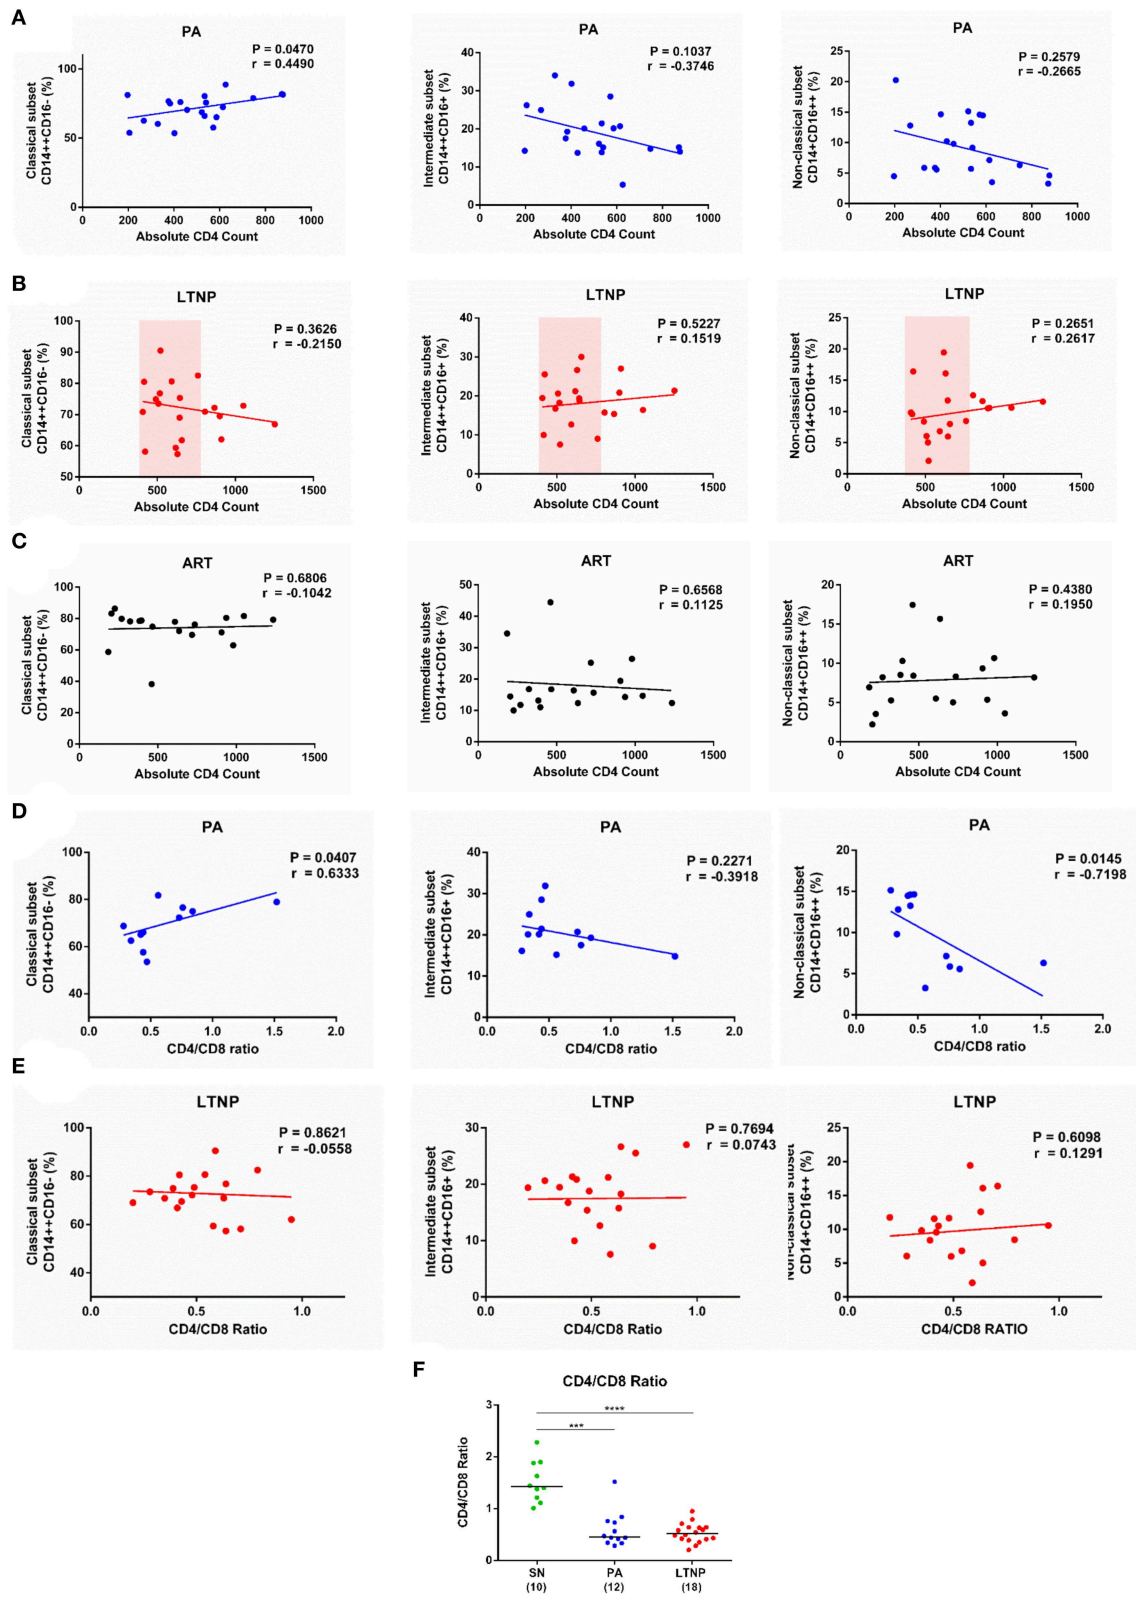 A
PA
P = 0.0470
r = 0.4490
Classical subset
CD14++CD16- (%)
100
50
0
0 200 400 600 800 1000
Absolute CD4 Count
PA
P = 0.1037
r = -0.3746
Intermediate subset
CD14++CD16+ (%)
40
30
20
10
0
0 200 400 600 800 1000
Absolute CD4 Count
PA
P = 0.2579
r = -0.2665
Non-classical subset
CD14+CD16++ (%)
25
20
15
10
5
0
0 200 400 600 800 1000
Absolute CD4 Count
B
LTNP
P = 0.3626
r = -0.2150
Classical subset
CD14++CD16- (%)
100
90
80
70
60
50
0 500 1000 1500
Absolute CD4 Count
LTNP
P = 0.5227
r = 0.1519
Intermediate subset
CD14++CD16+ (%)
40
30
20
10
0
0 500 1000 1500
Absolute CD4 Count
LTNP
P = 0.2651
r = 0.2617
Non-classical subset
CD14+CD16++ (%)
25
20
15
10
5
0
0 500 1000 1500
Absolute CD4 Count
C
ART
P = 0.6806
r = -0.1042
Classical subset
CD14++CD16- (%)
100
80
60
40
20
0
0 500 1000 1500
Absolute CD4 Count
ART
P = 0.6568
r = 0.1125
Intermediate subset
CD14++CD16+ (%)
50
40
30
20
10
0
0 500 1000 1500
Absolute CD4 Count
ART
P = 0.4380
r = 0.1950
Non-classical subset
CD14+CD16++ (%)
20
15
10
5
0
0 500 1000 1500
Absolute CD4 Count
D
PA
P = 0.0407
r = 0.6333
Classical subset
CD14++CD16- (%)
100
80
60
40
0.0 0.5 1.0 1.5 2.0
CD4/CD8 ratio
PA
P = 0.2271
r = -0.3918
Intermediate subset
CD14++CD16+ (%)
40
30
20
10
0
0.0 0.5 1.0 1.5 2.0
CD4/CD8 ratio
PA
P = 0.0145
r = -0.7198
Non-classical subset
CD14+CD16++ (%)
20
15
10
5
0
0.0 0.5 1.0 1.5 2.0
CD4/CD8 ratio
E
LTNP
P = 0.8621
r = -0.0558
Classical subset
CD14++CD16- (%)
100
80
60
40
0.0 0.5 1.0
CD4/CD8 Ratio
LTNP
P = 0.7694
r = 0.0743
Intermediate subset
CD14++CD16+ (%)
30
20
10
0
0.0 0.5 1.0
CD4/CD8 Ratio
LTNP
P = 0.6098
r = 0.1291
Non-classical subset
CD14+CD16++ (%)
25
20
15
10
5
0
0.0 0.5 1.0
CD4/CD8 RATIO
F
CD4/CD8 Ratio
****
***
CD4/CD8 Ratio
3
2
1
0
SN PA LTNP
(10) (12) (18)